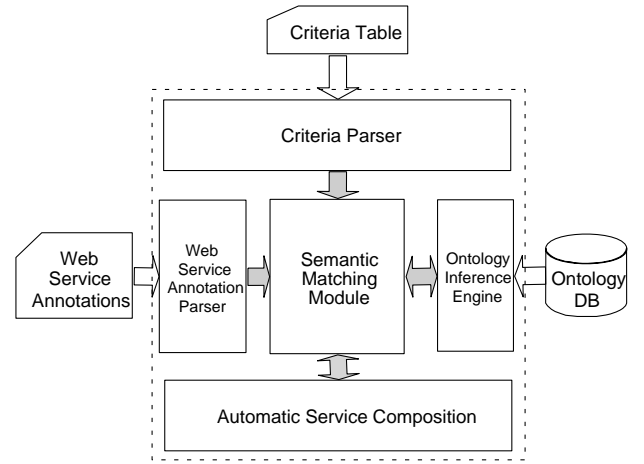 Criteria Table
Criteria Parser
Web
Service
Annotations
Web
Service
Annotation
Parser
Semantic
Matching
Module
Ontology
Inference
Engine
Ontology
DB
Automatic Service Composition